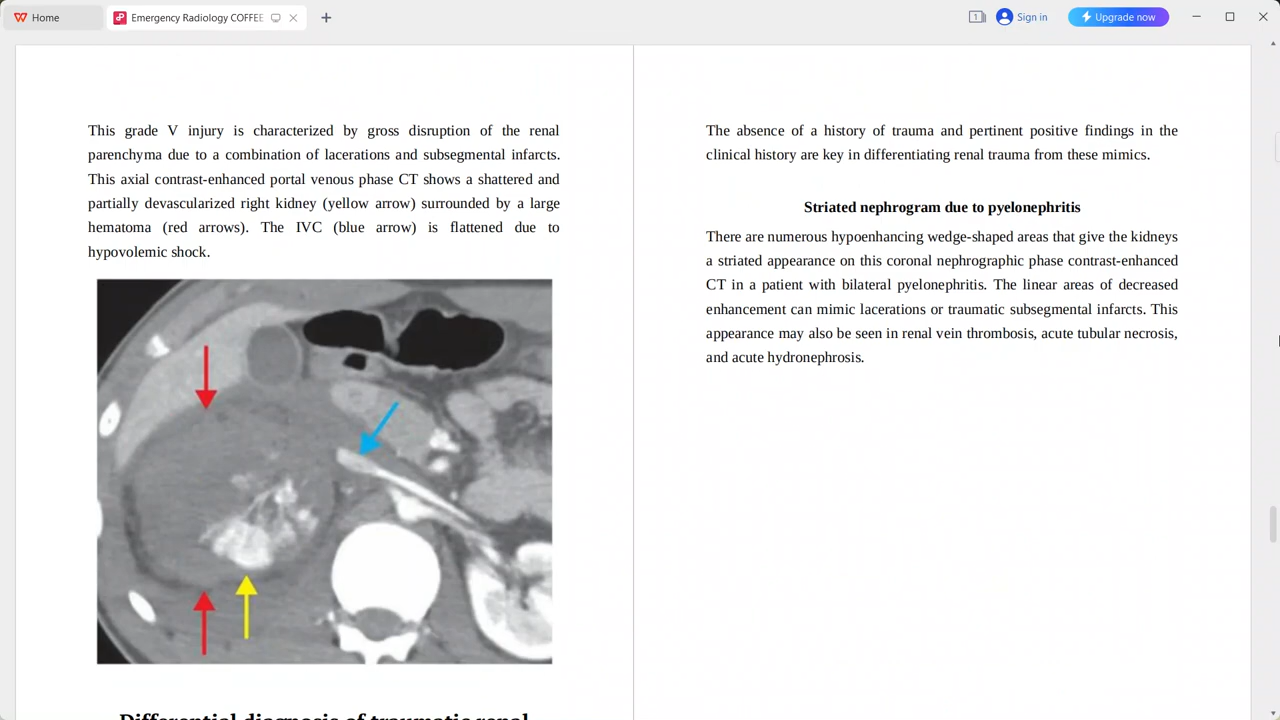 Home
Emergency Radiology COFFEE
1
Sign in
Upgrade now
This grade V injury is characterized by gross disruption of the renal
parenchyma due to a combination of lacerations and subsegmental infarcts.
This axial contrast-enhanced portal venous phase CT shows a shattered and
partially devascularized right kidney (yellow arrow) surrounded by a large
hematoma (red arrows). The IVC (blue arrow) is flattened due to
hypovolemic shock.
Differential diagnosis of traumatic renal
The absence of a history of trauma and pertinent positive findings in the
clinical history are key in differentiating renal trauma from these mimics.
Striated nephrogram due to pyelonephritis
There are numerous hypoenhancing wedge-shaped areas that give the kidneys
a striated appearance on this coronal nephrographic phase contrast-enhanced
CT in a patient with bilateral pyelonephritis. The linear areas of decreased
enhancement can mimic lacerations or traumatic subsegmental infarcts. This
appearance may also be seen in renal vein thrombosis, acute tubular necrosis,
and acute hydronephrosis.